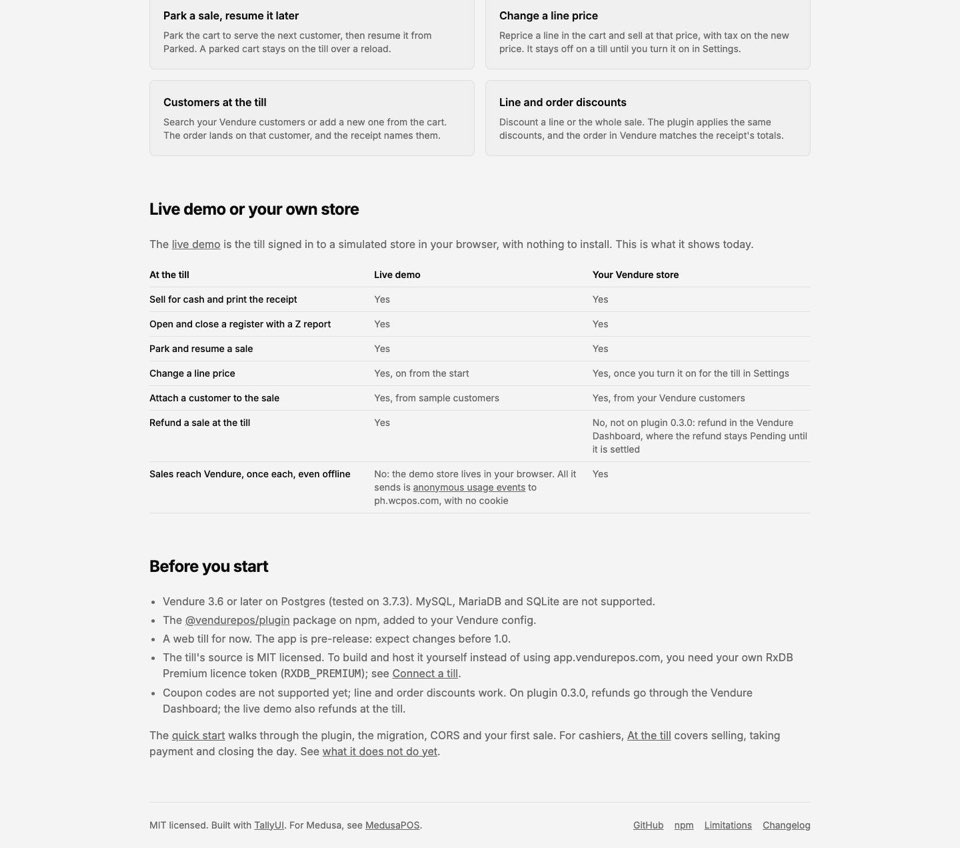 Park a sale, resume it later
Park the cart to serve the next customer, then resume it from
Parked. A parked cart stays on the till over a reload.
Change a line price
Reprice a line in the cart and sell at that price, with tax on the new
price. It stays off on a till until you turn it on in Settings.
Customers at the till
Search your Vendure customers or add a new one from the cart.
The order lands on that customer, and the receipt names them.
Line and order discounts
Discount a line or the whole sale. The plugin applies the same
discounts, and the order in Vendure matches the receipt's totals.
Live demo or your own store
The live demo is the till signed in to a simulated store in your browser, with nothing to install. This is what it shows today.
At the till Live demo Your Vendure store
Sell for cash and print the receipt Yes Yes
Open and close a register with a Z report Yes Yes
Park and resume a sale Yes Yes
Change a line price Yes, on from the start Yes, once you turn it on for the till in Settings
Attach a customer to the sale Yes, from sample customers Yes, from your Vendure customers
Refund a sale at the till Yes No, not on plugin 0.3.0: refund in the Vendure
Dashboard, where the refund stays Pending until
it is settled
Sales reach Vendure, once each, even offline No: the demo store lives in your browser. All it Yes
sends is anonymous usage events to
ph.wcpos.com, with no cookie
Before you start
• Vendure 3.6 or later on Postgres (tested on 3.7.3). MySQL, MariaDB and SQLite are not supported.
• The @vendurepos/plugin package on npm, added to your Vendure config.
• A web till for now. The app is pre-release: expect changes before 1.0.
• The till's source is MIT licensed. To build and host it yourself instead of using app.vendurepos.com, you need your own RxDB
Premium licence token (RXDB_PREMIUM); see Connect a till.
• Coupon codes are not supported yet; line and order discounts work. On plugin 0.3.0, refunds go through the Vendure
Dashboard; the live demo also refunds at the till.
The quick start walks through the plugin, the migration, CORS and your first sale. For cashiers, At the till covers selling, taking
payment and closing the day. See what it does not do yet.
MIT licensed. Built with TallyUI. For Medusa, see MedusaPOS.
GitHub npm Limitations Changelog